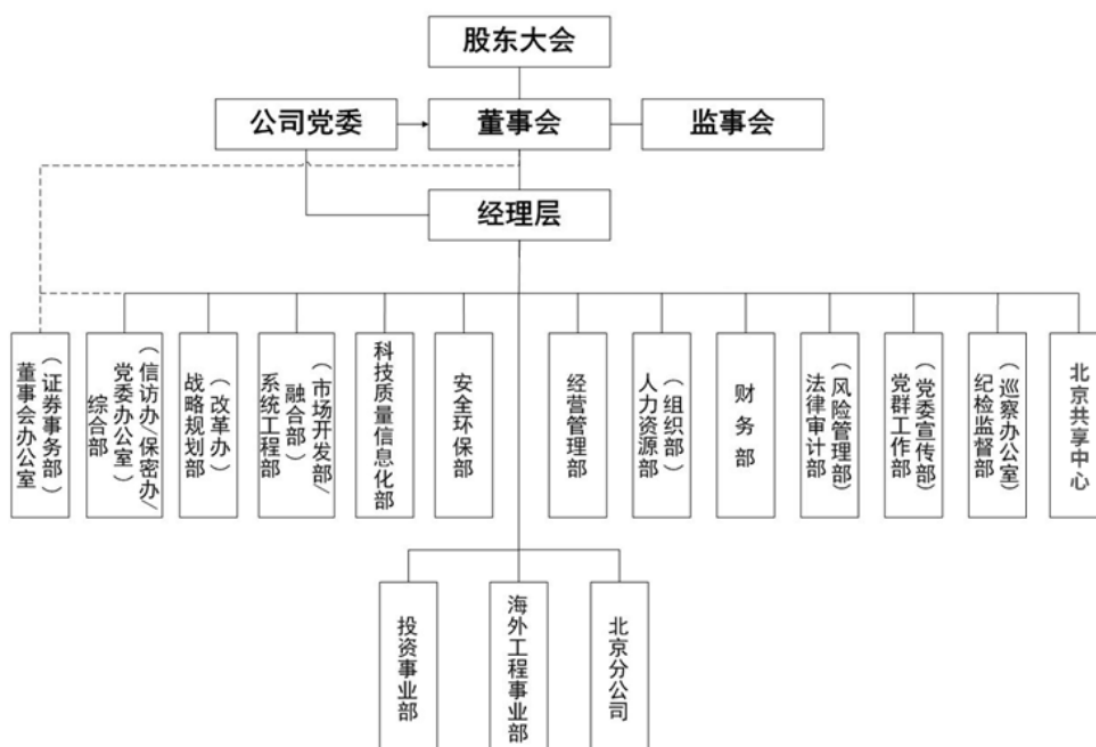 股东大会
公司党委
董事会
监事会
经理层
董事会办公室
（证券事务部）
综合部
党委办公室）
（信访办/保密办/
战略规划部
（改革办）
系统工程部
融合部）
（市场开发部/
科技质量信息化部
安全环保部
经营管理部
人力资源部
（组织部）
财务部
法律审计部
（风险管理部）
党群工作部
（党委宣传部）
纪检监督部
（巡察办公室）
北京共享中心
投资事业部
海外工程事业部
北京分公司